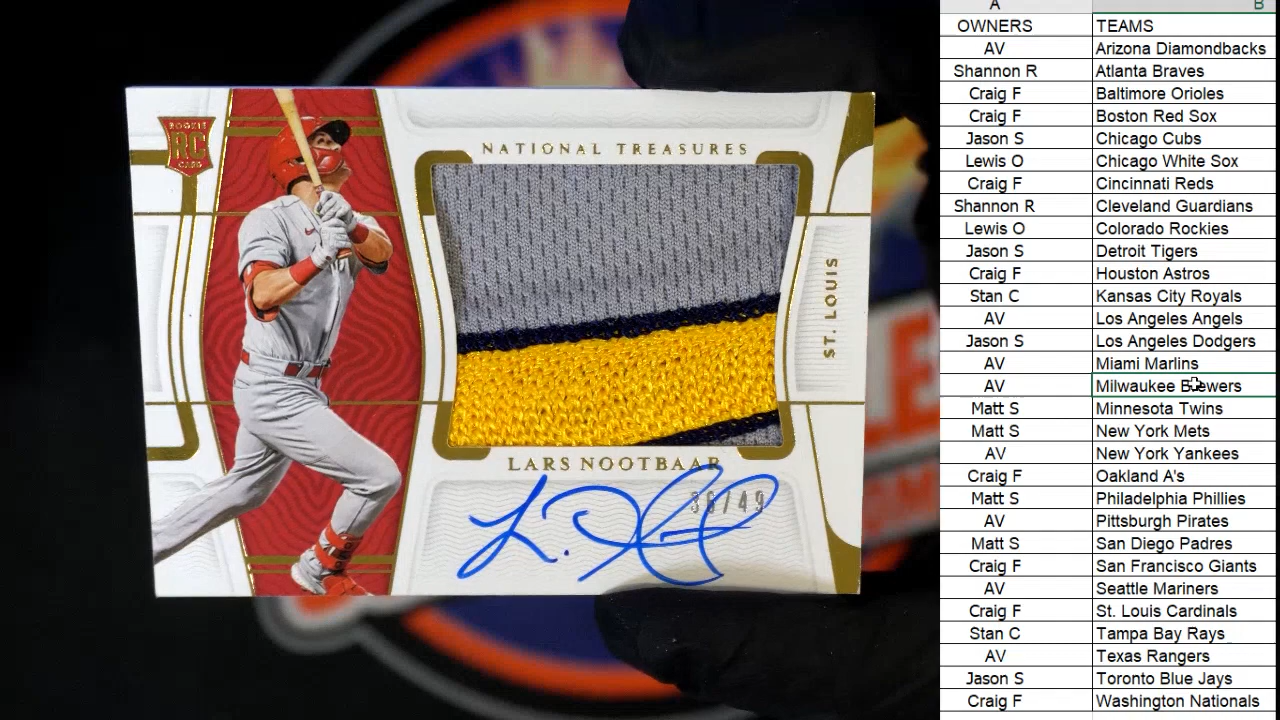 ROOKIE
RC
CARD
NATIONAL TREASURES
ST. LOUIS
LARS NOOTBAAR
36/49
A B
OWNERS TEAMS
AV Arizona Diamondbacks
Shannon R Atlanta Braves
Craig F Baltimore Orioles
Craig F Boston Red Sox
Jason S Chicago Cubs
Lewis O Chicago White Sox
Craig F Cincinnati Reds
Shannon R Cleveland Guardians
Lewis O Colorado Rockies
Jason S Detroit Tigers
Craig F Houston Astros
Stan C Kansas City Royals
AV Los Angeles Angels
Jason S Los Angeles Dodgers
AV Miami Marlins
AV Milwaukee Brewers
Matt S Minnesota Twins
Matt S New York Mets
AV New York Yankees
Craig F Oakland A's
Matt S Philadelphia Phillies
AV Pittsburgh Pirates
Matt S San Diego Padres
Craig F San Francisco Giants
AV Seattle Mariners
Craig F St. Louis Cardinals
Stan C Tampa Bay Rays
AV Texas Rangers
Jason S Toronto Blue Jays
Craig F Washington Nationals